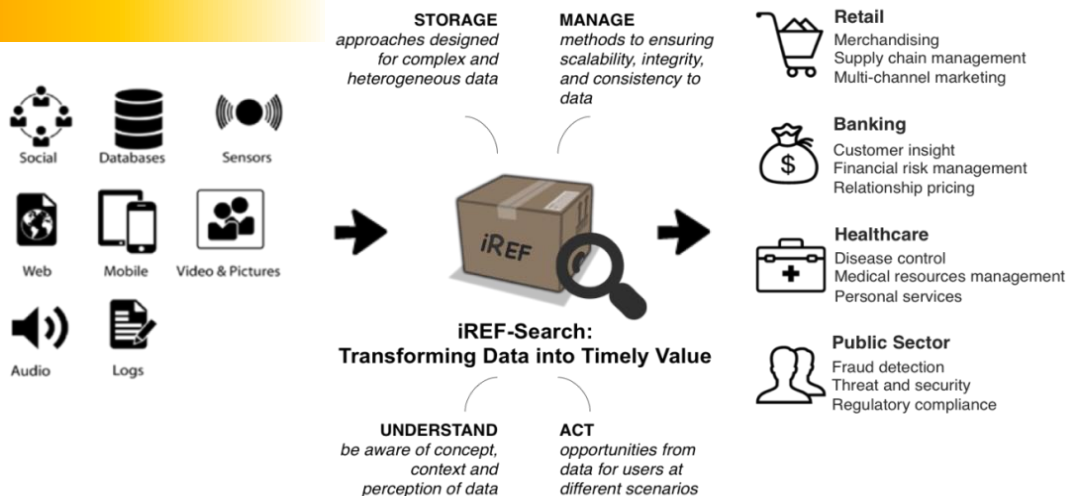 STORAGE
approaches designed
for complex and
heterogeneous data
MANAGE
methods to ensuring
scalability, integrity,
and consistency to
data
Social
Databases
Sensors
Web
Mobile
Video & Pictures
Audio
Logs
iREF
iREF-Search:
Transforming Data into Timely Value
UNDERSTAND
be aware of concept,
context and
perception of data
ACT
opportunities from
data for users at
different scenarios
Retail
Merchandising
Supply chain management
Multi-channel marketing
$
Banking
Customer insight
Financial risk management
Relationship pricing
Healthcare
Disease control
Medical resources management
Personal services
Public Sector
Fraud detection
Threat and security
Regulatory compliance